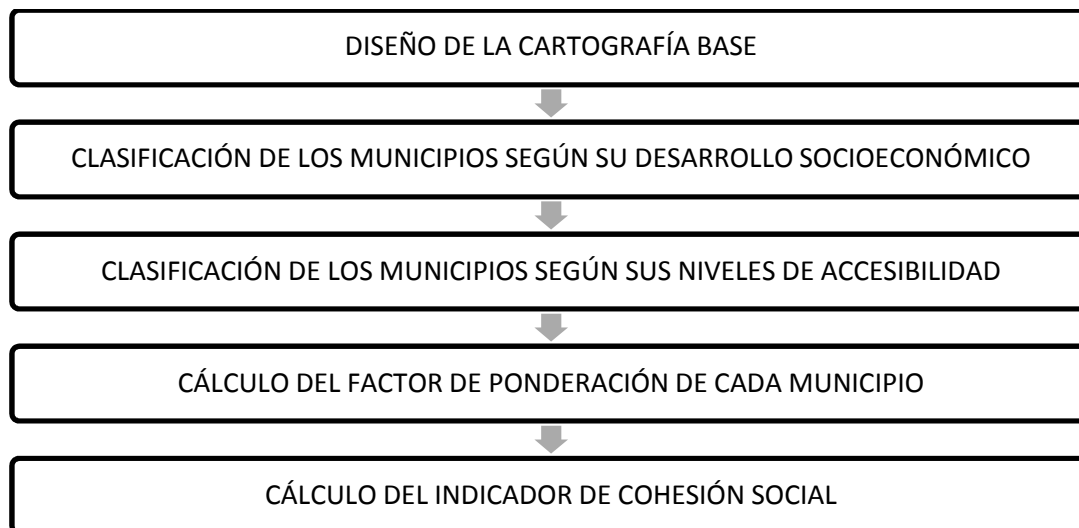 DISEÑO DE LA CARTOGRAFÍA BASE
CLASIFICACIÓN DE LOS MUNICIPIOS SEGÚN SU DESARROLLO SOCIOECONÓMICO
CLASIFICACIÓN DE LOS MUNICIPIOS SEGÚN SUS NIVELES DE ACCESIBILIDAD
CÁLCULO DEL FACTOR DE PONDERACIÓN DE CADA MUNICIPIO
CÁLCULO DEL INDICADOR DE COHESIÓN SOCIAL